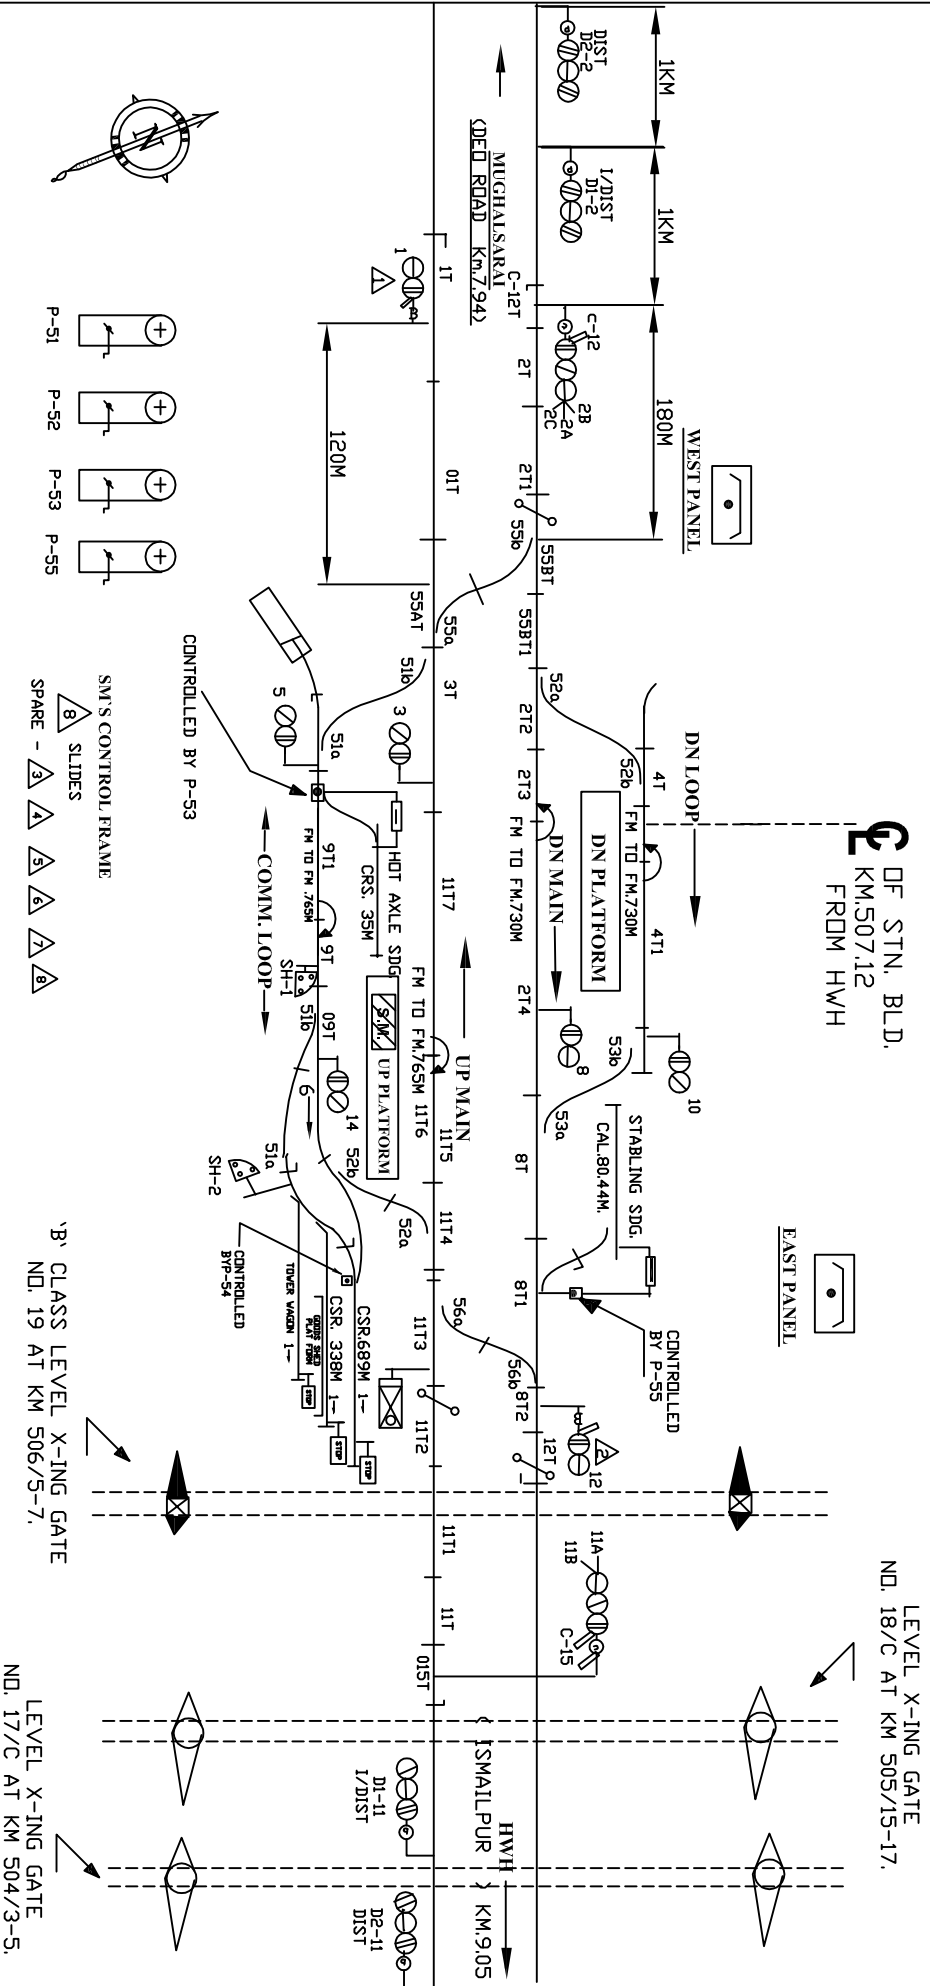 DIST
D2-2
1KM
I/DIST
D1-2
1KM
MUGHALSARAI
(DEO ROAD Km.7.94)
C-12T
C-12
2B
2A
2C
180M
WEST PANEL
1
1
B
1T
2T
2T1
01T
120M
P-51
P-52
P-53
P-55
N
55b
55BT
55BT1
55AT
55a
51b
3T
52a
2T2
2T3
52b
4T
DN LOOP
FM TO FM.730M
4T1
DN PLATFORM
DN MAIN
FM TO FM.730M
2T4
CL OF STN. BLD.
KM.507.12
FROM HWH
5
3
51a
CONTROLLED BY P-53
9T1
FM TO FM 765M
9T
COMM. LOOP
HOT AXLE SDG.
CRS. 35M
11T7
SM'S CONTROL FRAME
8 SLIDES
SPARE - 3 4 5 6 7 8
SH-1
51b
09T
14
6
S.M.
UP PLATFORM
FM TO FM.765M
UP MAIN
11T6
11T5
8
10
53b
53a
STABLING SDG.
CAL.80.44M.
8T
8T1
51a
SH-2
52b
52a
11T4
CONTROLLED
BYP-54
TOWER WAGON 1
GOODS SHED
PLAT FORM
CSR. 338M 1
CSR.689M 1
STOP
STOP
STOP
11T3
56a
56b
8T2
CONTROLLED
BY P-55
EAST PANEL
11T2
12T
2
12
'B' CLASS LEVEL X-ING GATE
NO. 19 AT KM 506/5-7.
11T1
11T
015T
11A
11B
C-15
LEVEL X-ING GATE
NO. 18/C AT KM 505/15-17.
LEVEL X-ING GATE
NO. 17/C AT KM 504/3-5.
D1-11
I/DIST
D2-11
DIST
HWH
( ISMAILPUR ) KM.9.05